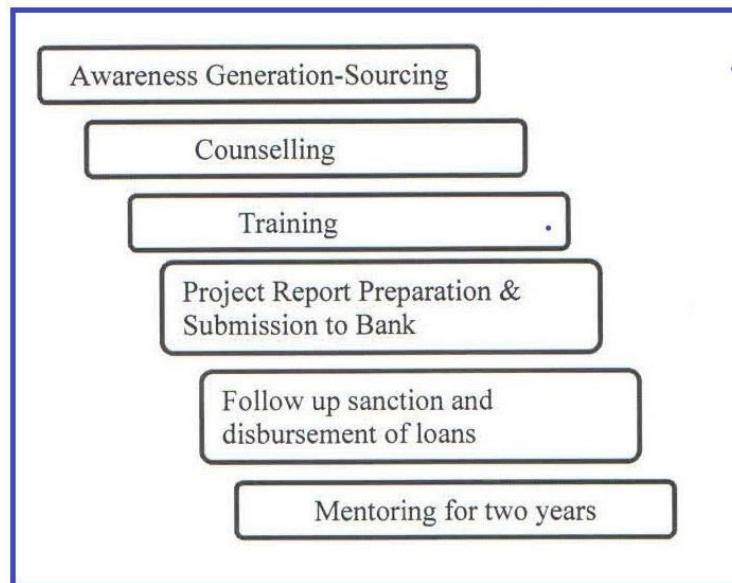 Awareness Generation-Sourcing
Counselling
Training
Project Report Preparation &
Submission to Bank
Follow up sanction and
disbursement of loans
Mentoring for two years